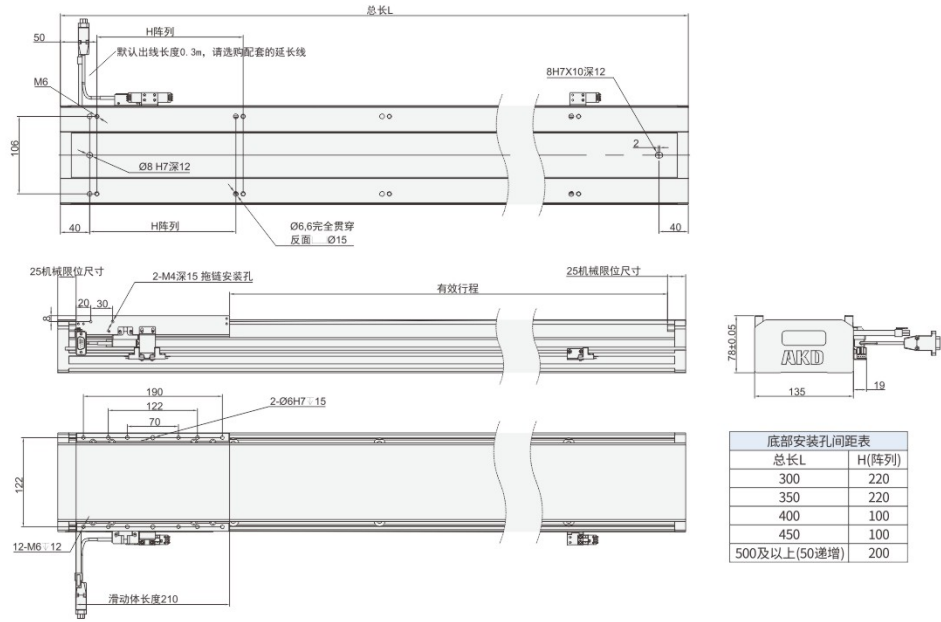 总长L
50
H阵列
默认出线长度0.3m，请选购配套的延长线
M6
8H7X10深12
106
2
Ø8 H7深12
40
H阵列
Ø6,6完全贯穿
反面 Ø15
40
25机械限位尺寸
2-M4深15 拖链安装孔
25机械限位尺寸
20
30
有效行程
8
78±0.05
AKD
19
135
190
122
2-Ø6H7▽15
70
122
12-M6▽12
滑动体长度210
底部安装孔间距表
总长L H(阵列)
300 220
350 220
400 100
450 100
500及以上(50递增) 200